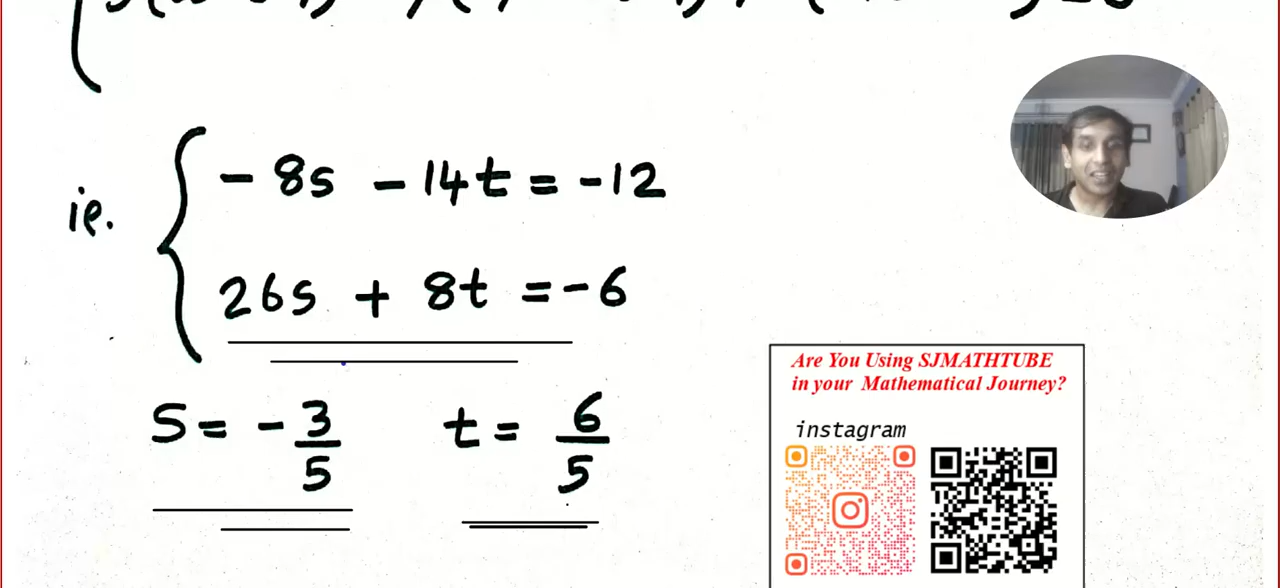 ie.
- 8s - 14t = -12
26s + 8t = -6
s = - 3/5 t = 6/5
Are You Using SJMATHTUBE
in your Mathematical Journey?
instagram